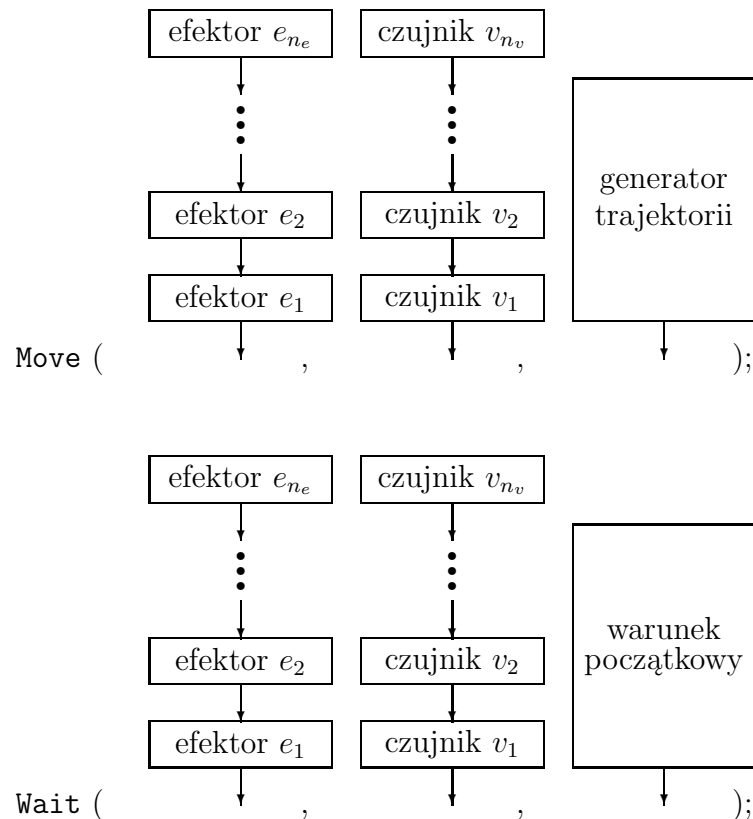 efektor e_{n_e} czujnik v_{n_v}
generator
trajektorii
efektor e_2 czujnik v_2
efektor e_1 czujnik v_1
Move ( , , );
efektor e_{n_e} czujnik v_{n_v}
warunek
początkowy
efektor e_2 czujnik v_2
efektor e_1 czujnik v_1
Wait ( , , );